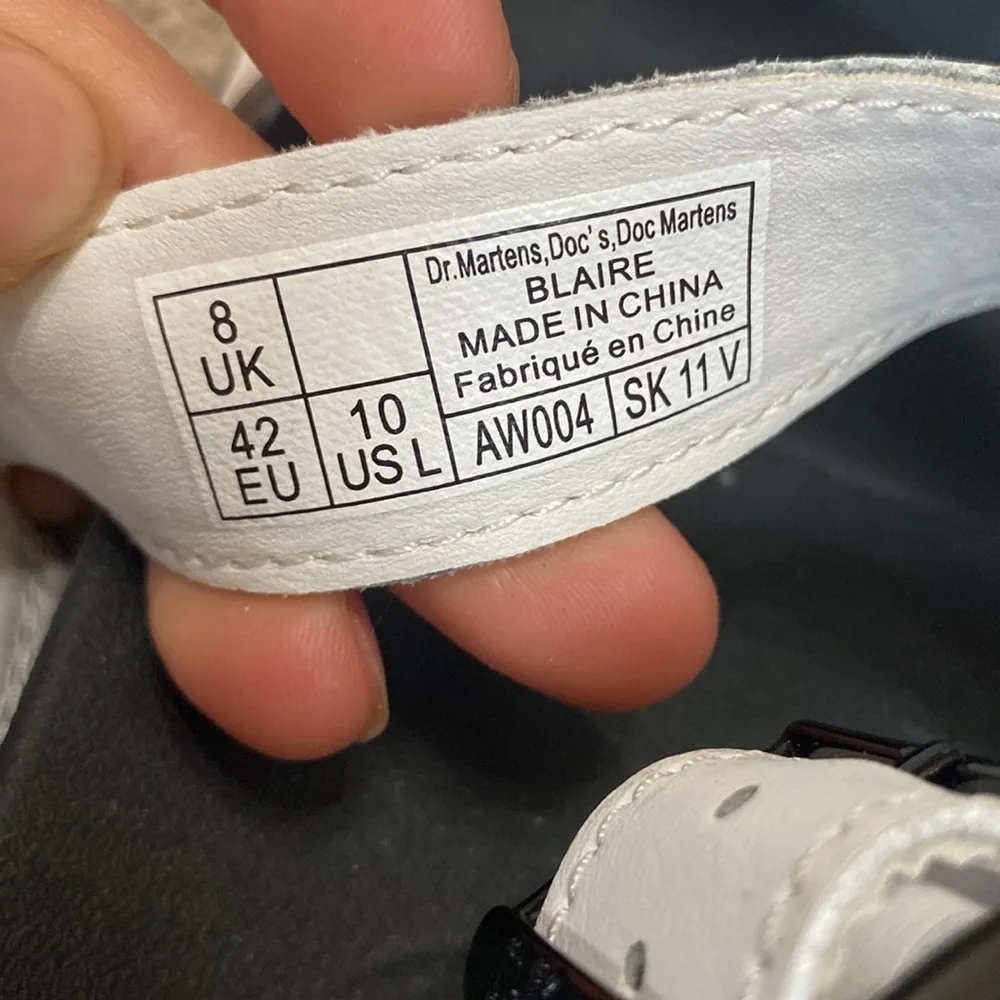 8
UK
42
EU
10
US L
Dr.Martens,Doc's,Doc Martens
BLAIRE
MADE IN CHINA
Fabriqué en Chine
AW004
SK 11 V